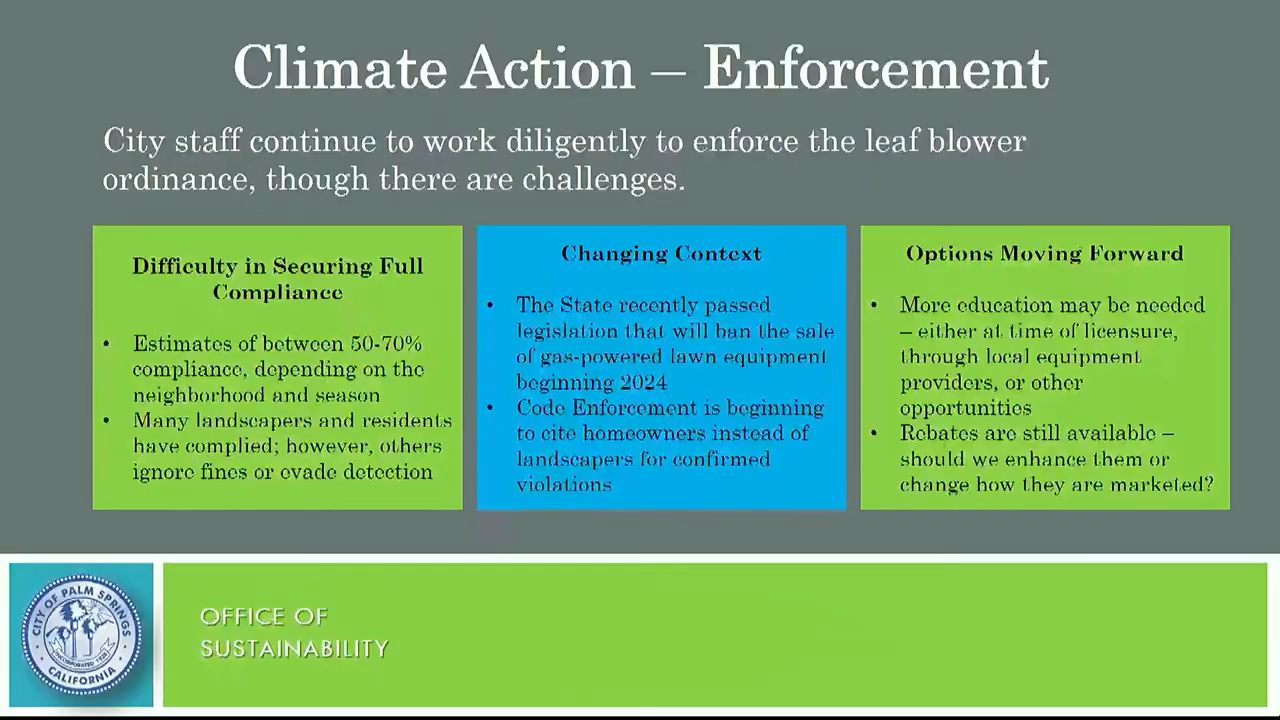 Climate Action – Enforcement
City staff continue to work diligently to enforce the leaf blower
ordinance, though there are challenges.
Difficulty in Securing Full
Compliance
• Estimates of between 50-70%
compliance, depending on the
neighborhood and season
• Many landscapers and residents
have complied; however, others
ignore fines or evade detection
Changing Context
• The State recently passed
legislation that will ban the sale
of gas-powered lawn equipment
beginning 2024
• Code Enforcement is beginning
to cite homeowners instead of
landscapers for confirmed
violations
Options Moving Forward
• More education may be needed
– either at time of licensure,
through local equipment
providers, or other
opportunities
• Rebates are still available –
should we enhance them or
change how they are marketed?
CITY OF PALM SPRINGS
CALIFORNIA
OFFICE OF
SUSTAINABILITY